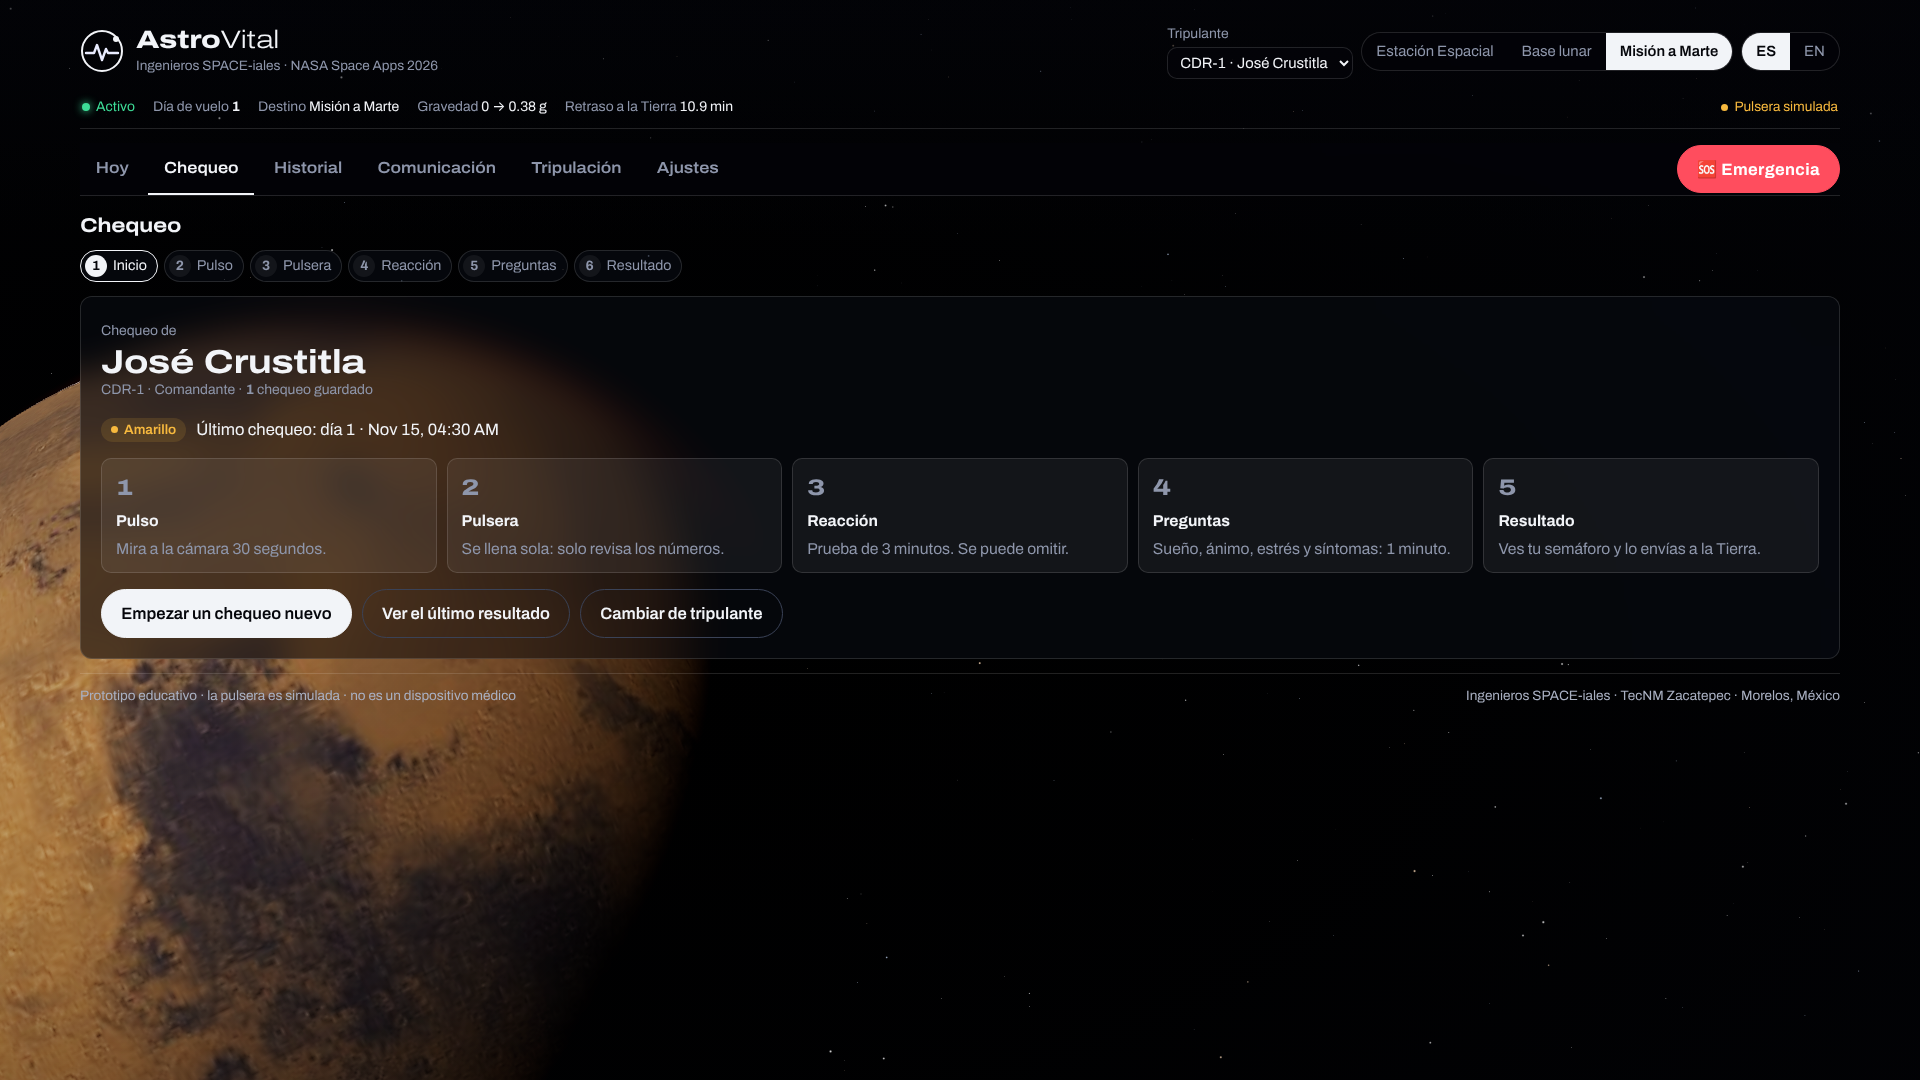 AstroVital
Ingenieros SPACE-iales · NASA Space Apps 2026
Tripulante
CDR-1 · José Crustitla
Estación Espacial
Base lunar
Misión a Marte
ES
EN
Activo
Día de vuelo 1
Destino Misión a Marte
Gravedad 0 → 0.38 g
Retraso a la Tierra 10.9 min
Pulsera simulada
Hoy
Chequeo
Historial
Comunicación
Tripulación
Ajustes
🆘 Emergencia
Chequeo
1 Inicio
2 Pulso
3 Pulsera
4 Reacción
5 Preguntas
6 Resultado
Chequeo de
José Crustitla
CDR-1 · Comandante · 1 chequeo guardado
Amarillo
Último chequeo: día 1 · Nov 15, 04:30 AM
1
Pulso
Mira a la cámara 30 segundos.
2
Pulsera
Se llena sola: solo revisa los números.
3
Reacción
Prueba de 3 minutos. Se puede omitir.
4
Preguntas
Sueño, ánimo, estrés y síntomas: 1 minuto.
5
Resultado
Ves tu semáforo y lo envías a la Tierra.
Empezar un chequeo nuevo
Ver el último resultado
Cambiar de tripulante
Prototipo educativo · la pulsera es simulada · no es un dispositivo médico
Ingenieros SPACE-iales · TecNM Zacatepec · Morelos, México